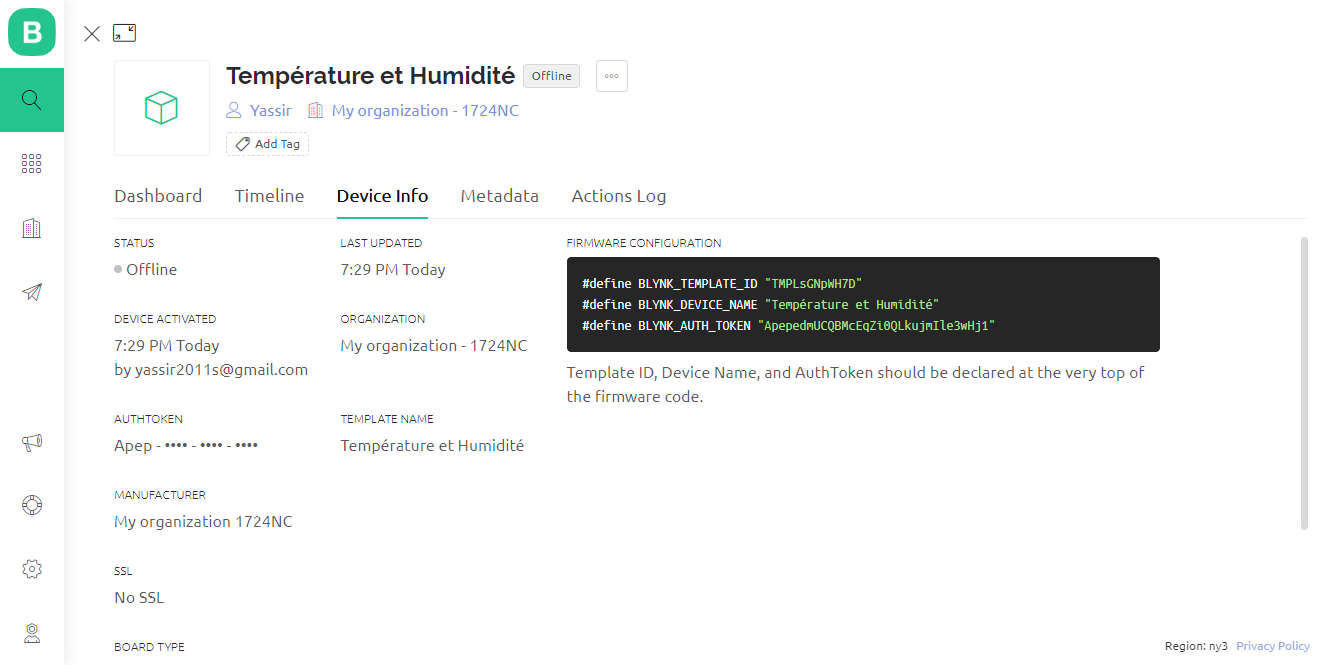 B
Température et Humidité
Offline
Yassir
My organization - 1724NC
Add Tag
Dashboard
Timeline
Device Info
Metadata
Actions Log
STATUS
Offline
LAST UPDATED
7:29 PM Today
DEVICE ACTIVATED
7:29 PM Today
by yassir2011s@gmail.com
ORGANIZATION
My organization - 1724NC
AUTHTOKEN
Apep - •••• - •••• - ••••
TEMPLATE NAME
Température et Humidité
MANUFACTURER
My organization 1724NC
SSL
No SSL
BOARD TYPE
FIRMWARE CONFIGURATION
#define BLYNK_TEMPLATE_ID "TMPLsGNpWH7D"
#define BLYNK_DEVICE_NAME "Température et Humidité"
#define BLYNK_AUTH_TOKEN "ApepedmUCQBMcEqZi0QLkujmIle3wHj1"
Template ID, Device Name, and AuthToken should be declared at the very top of
the firmware code.
Region: ny3
Privacy Policy